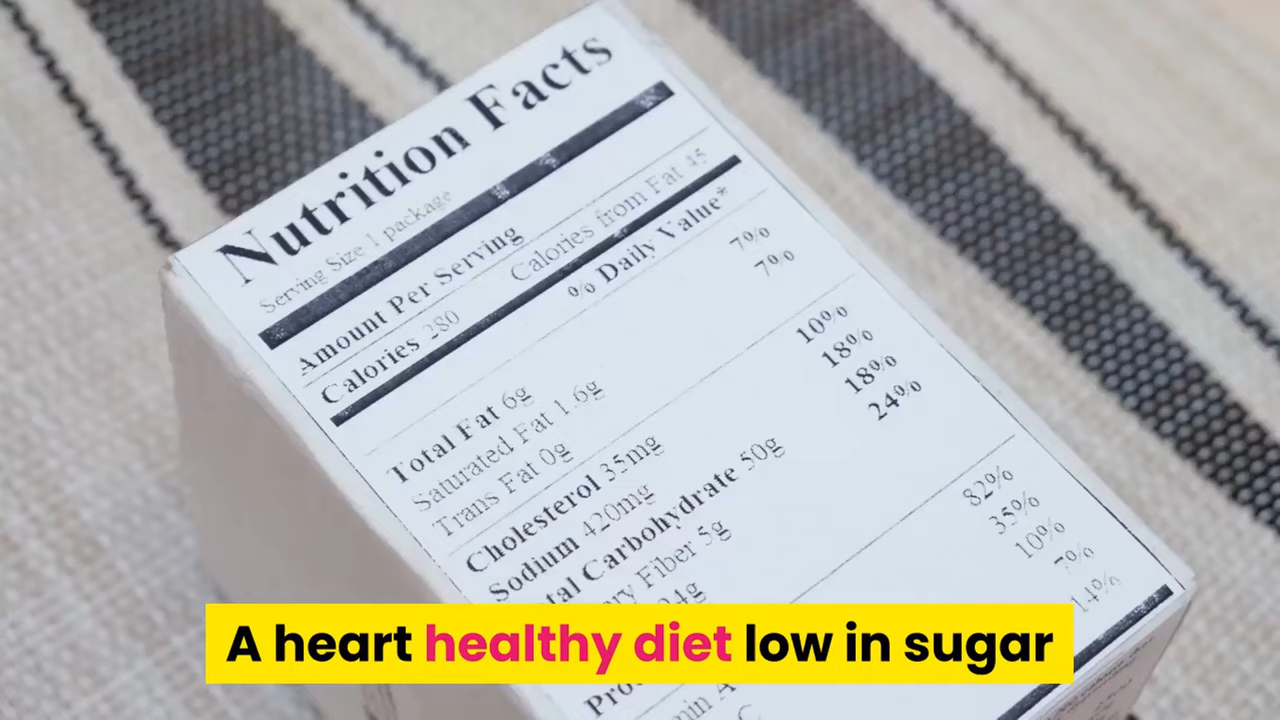 Nutrition Facts
Serving Size 1 package
Amount Per Serving
Calories 280 Calories from Fat 45
% Daily Value*
Total Fat 6g 7%
Saturated Fat 1.6g 7%
Trans Fat 0g
Cholesterol 35mg 10%
Sodium 420mg 18%
Carbohydrate 50g 18%
Fiber 5g 24%
82%
35%
10%
7%
14%
A heart healthy diet low in sugar